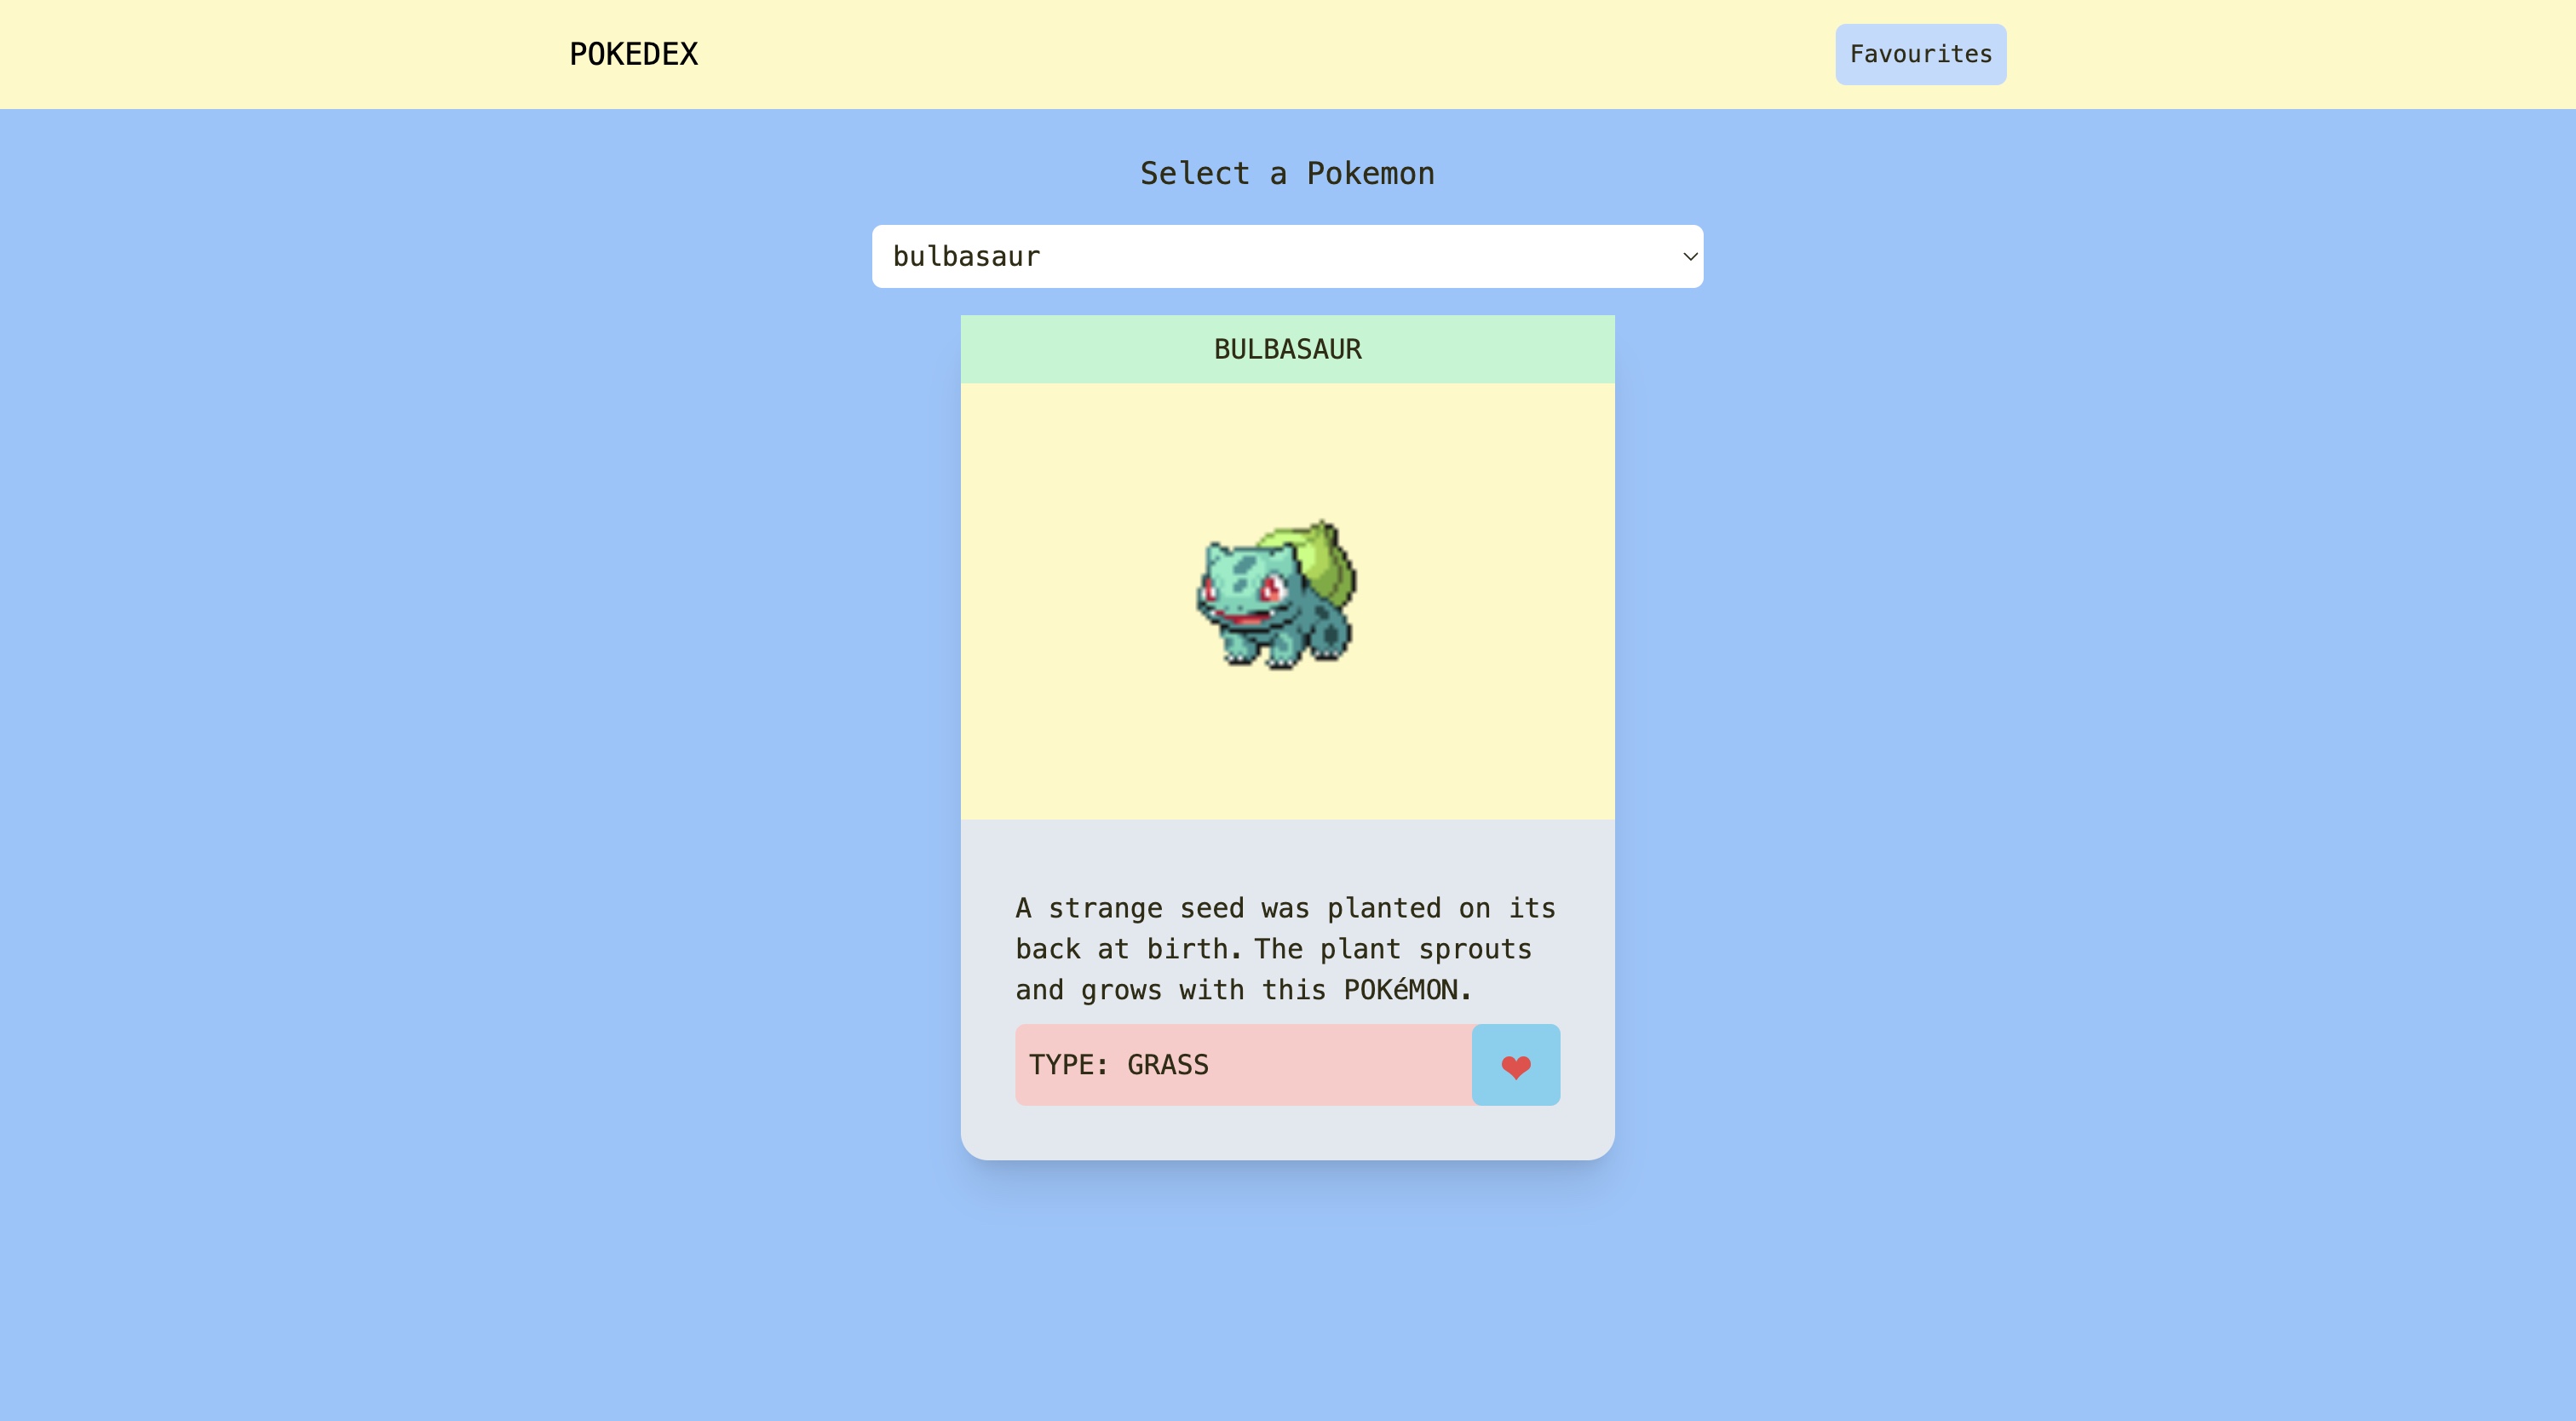 POKEDEX
Favourites
Select a Pokemon
bulbasaur
BULBASAUR
A strange seed was planted on its
back at birth. The plant sprouts
and grows with this POKéMON.
TYPE: GRASS